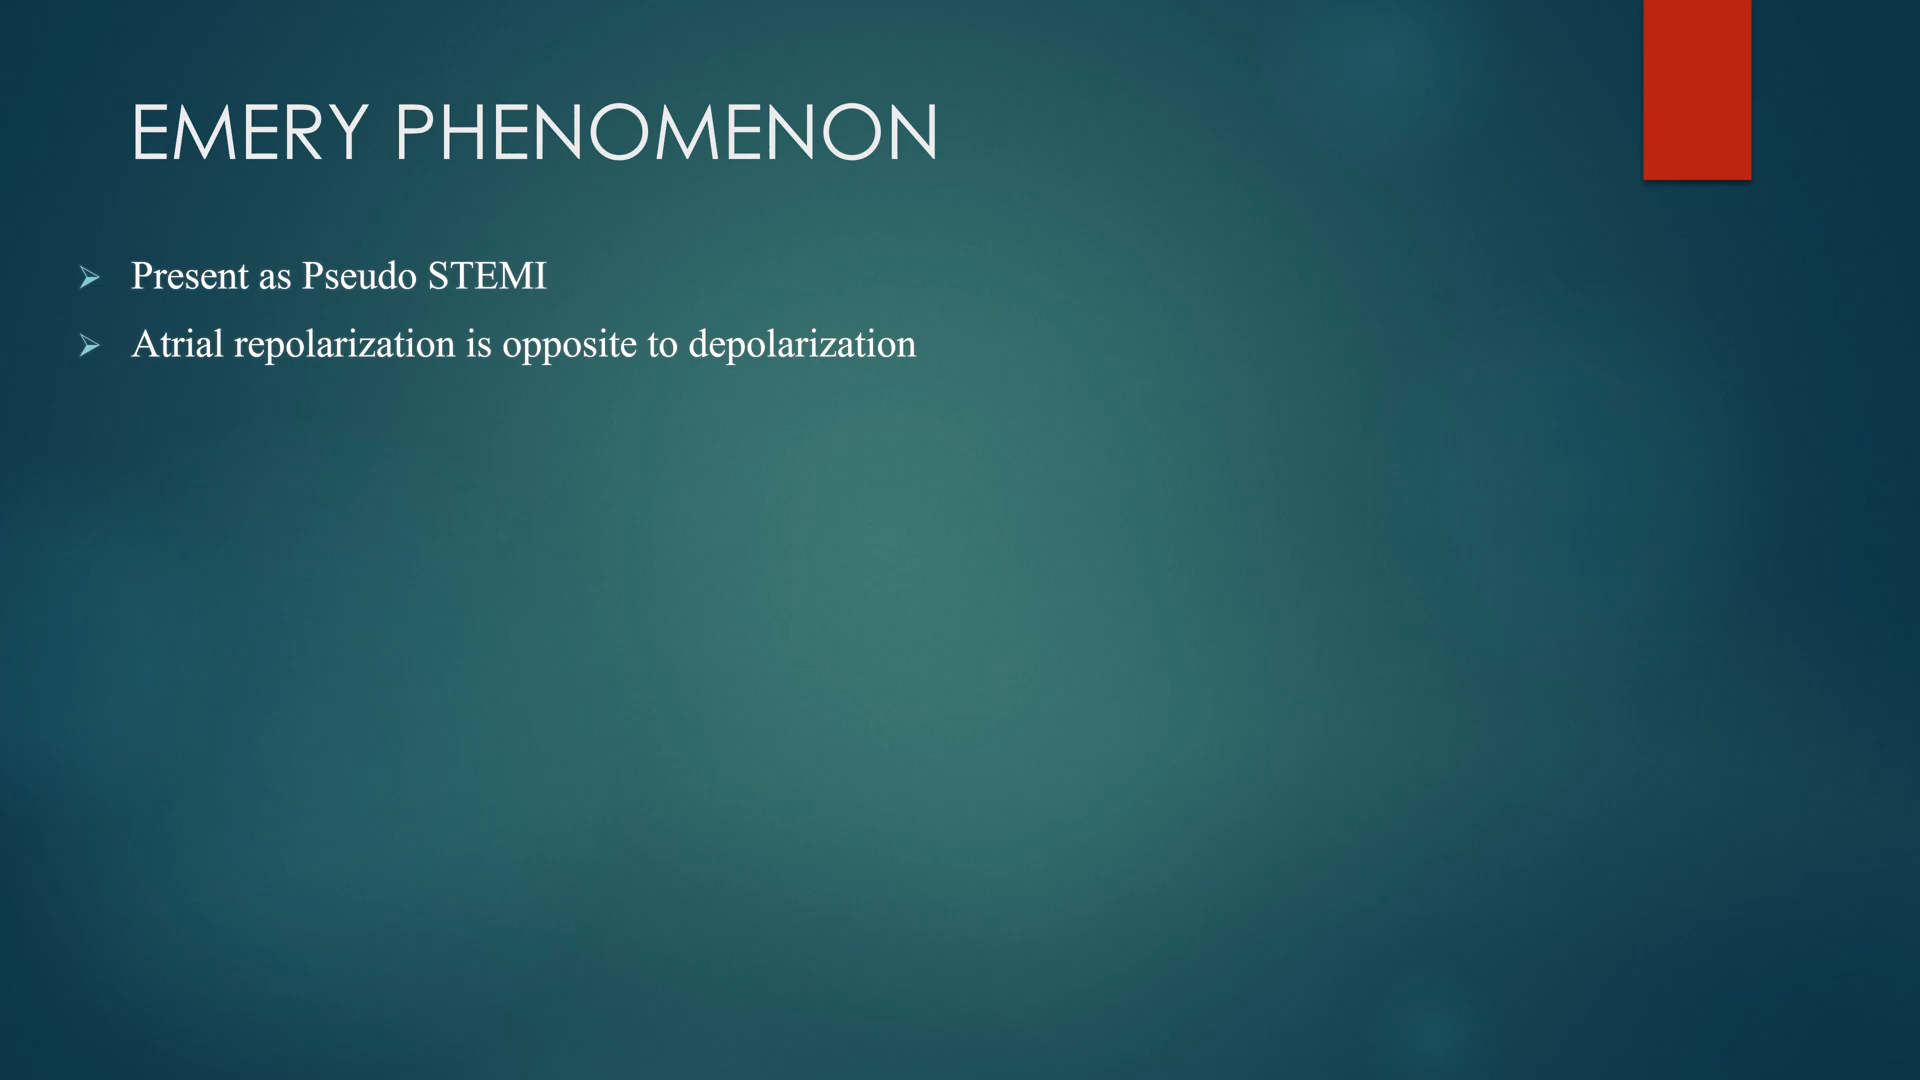 EMERY PHENOMENON
Present as Pseudo STEMI
Atrial repolarization is opposite to depolarization